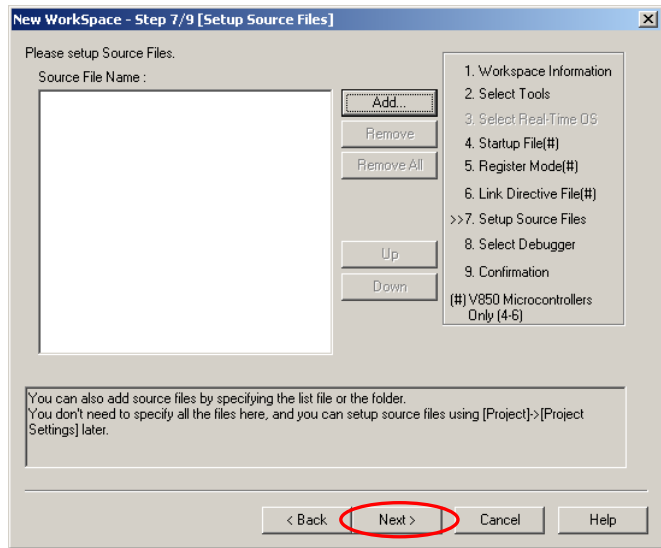 New WorkSpace - Step 7/9 [Setup Source Files]
Please setup Source Files.
Source File Name :
Add...
Remove
Remove All
Up
Down
1. Workspace Information
2. Select Tools
3. Select Real-Time OS
4. Startup File(#)
5. Register Mode(#)
6. Link Directive File(#)
>>7. Setup Source Files
8. Select Debugger
9. Confirmation
(#) V850 Microcontrollers
Only (4-6)
You can also add source files by specifying the list file or the folder.
You don't need to specify all the files here, and you can setup source files using [Project]->[Project
Settings] later.
< Back
Next >
Cancel
Help